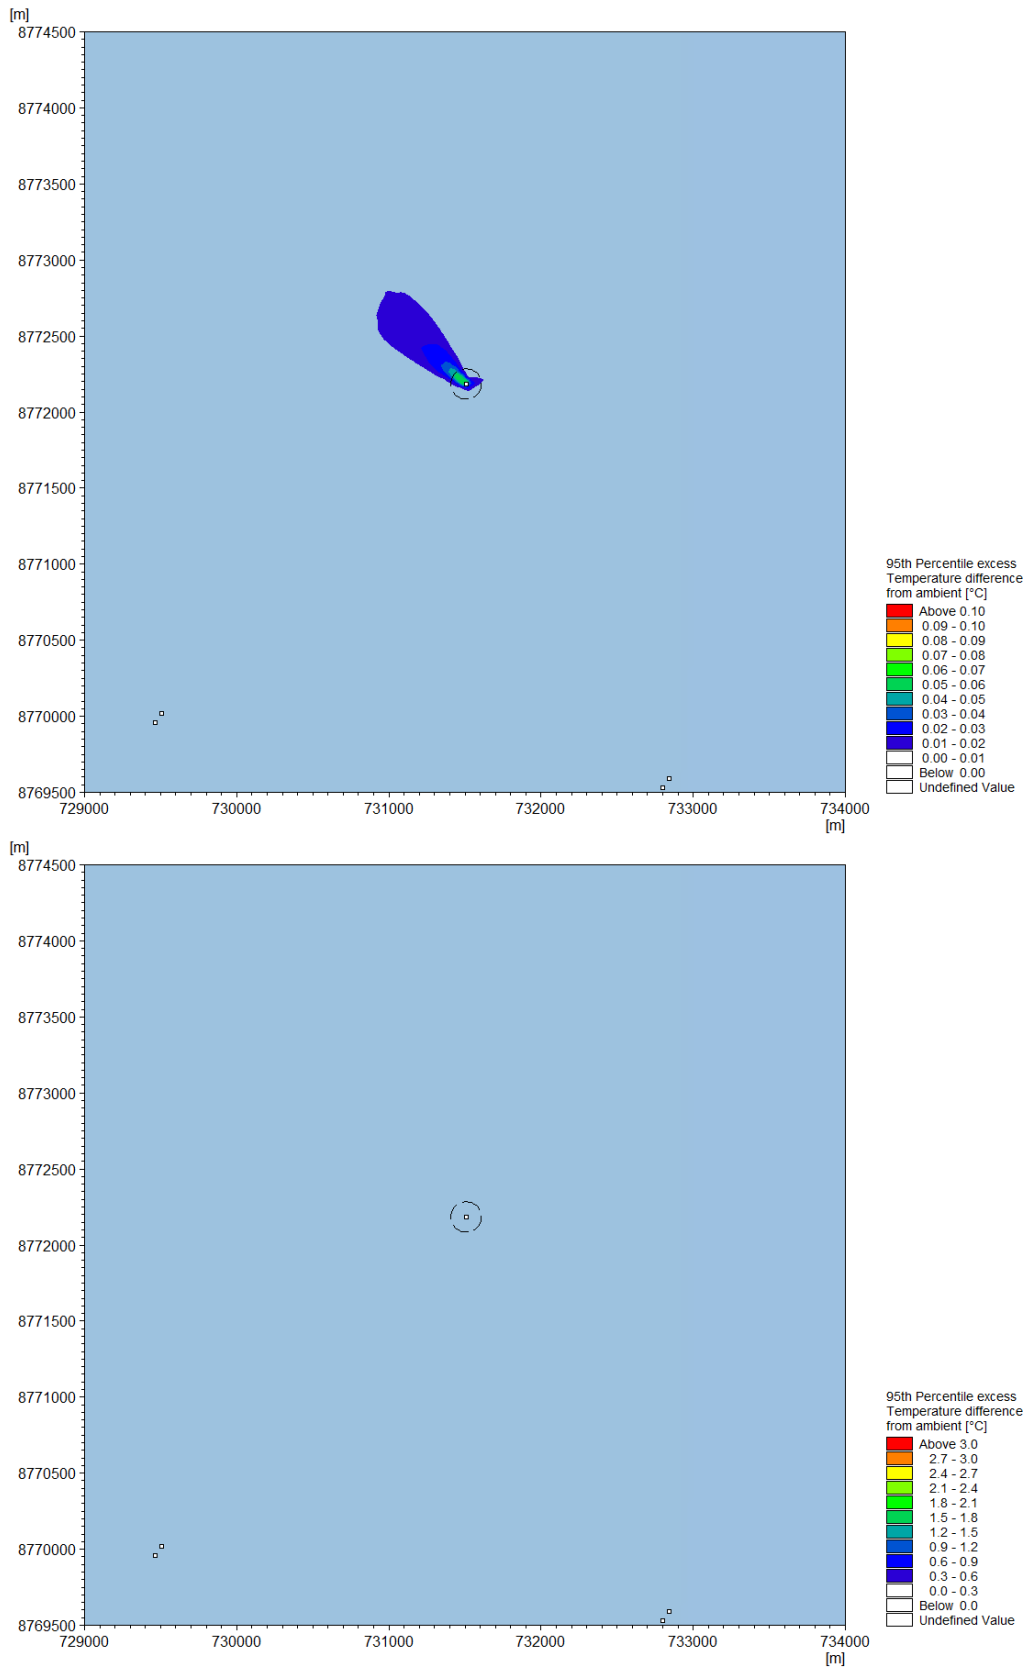 [m]
8774500
8774000
8773500
8773000
8772500
8772000
8771500
8771000
8770500
8770000
8769500
729000 730000 731000 732000 733000 734000
[m]
95th Percentile excess
Temperature difference
from ambient [°C]
Above 0.10
0.09 - 0.10
0.08 - 0.09
0.07 - 0.08
0.06 - 0.07
0.05 - 0.06
0.04 - 0.05
0.03 - 0.04
0.02 - 0.03
0.01 - 0.02
0.00 - 0.01
Below 0.00
Undefined Value
[m]
8774500
8774000
8773500
8773000
8772500
8772000
8771500
8771000
8770500
8770000
8769500
729000 730000 731000 732000 733000 734000
[m]
95th Percentile excess
Temperature difference
from ambient [°C]
Above 3.0
2.7 - 3.0
2.4 - 2.7
2.1 - 2.4
1.8 - 2.1
1.5 - 1.8
1.2 - 1.5
0.9 - 1.2
0.6 - 0.9
0.3 - 0.6
0.0 - 0.3
Below 0.0
Undefined Value